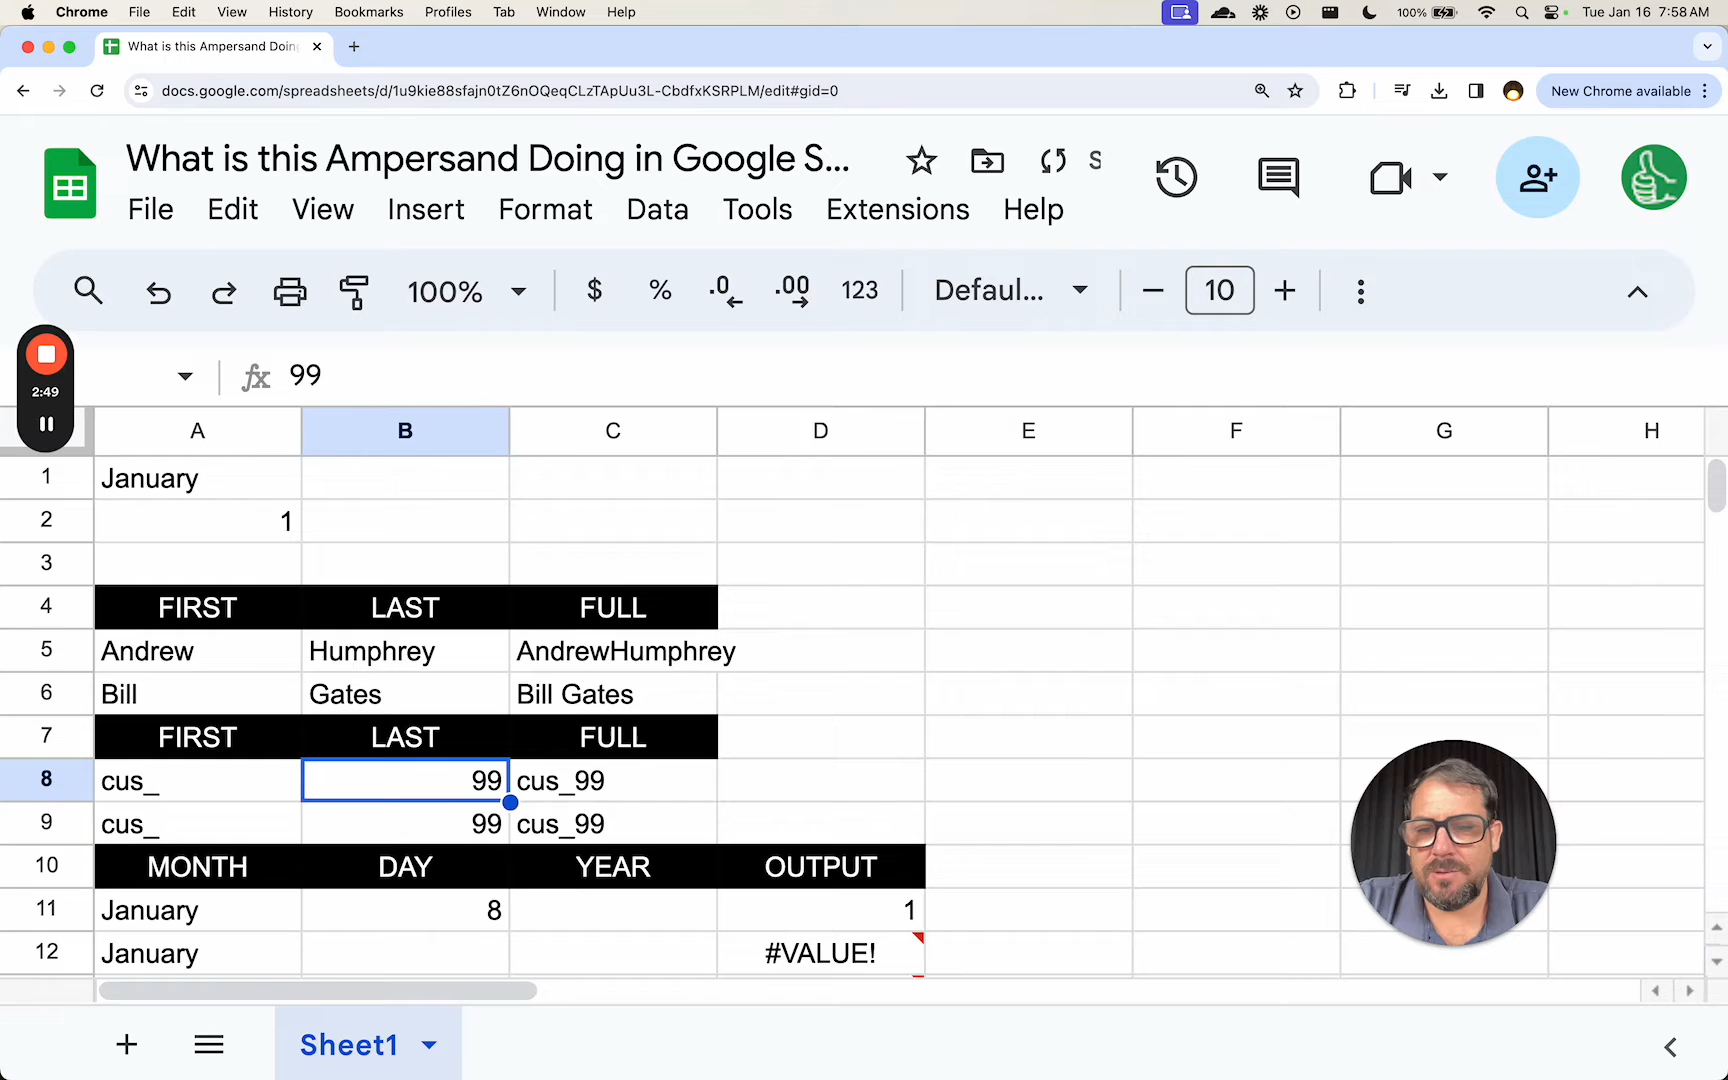 Chrome File Edit View History Bookmarks Profiles Tab Window Help 100% Tue Jan 16 7:58 AM
What is this Ampersand Doin
docs.google.com/spreadsheets/d/1u9kie88sfajn0tZ6nOQeqCLzTApUu3L-CbdfxKSRPLM/edit#gid=0 New Chrome available
What is this Ampersand Doing in Google S... S
File Edit View Insert Format Data Tools Extensions Help
100% $ % .0 .00 123 Defaul... 10
2:49
fx 99
A B C D E F G H
1 January
2 1
3
4 FIRST LAST FULL
5 Andrew Humphrey AndrewHumphrey
6 Bill Gates Bill Gates
7 FIRST LAST FULL
8 cus_ 99 cus_99
9 cus_ 99 cus_99
10 MONTH DAY YEAR OUTPUT
11 January 8 1
12 January #VALUE!
Sheet1